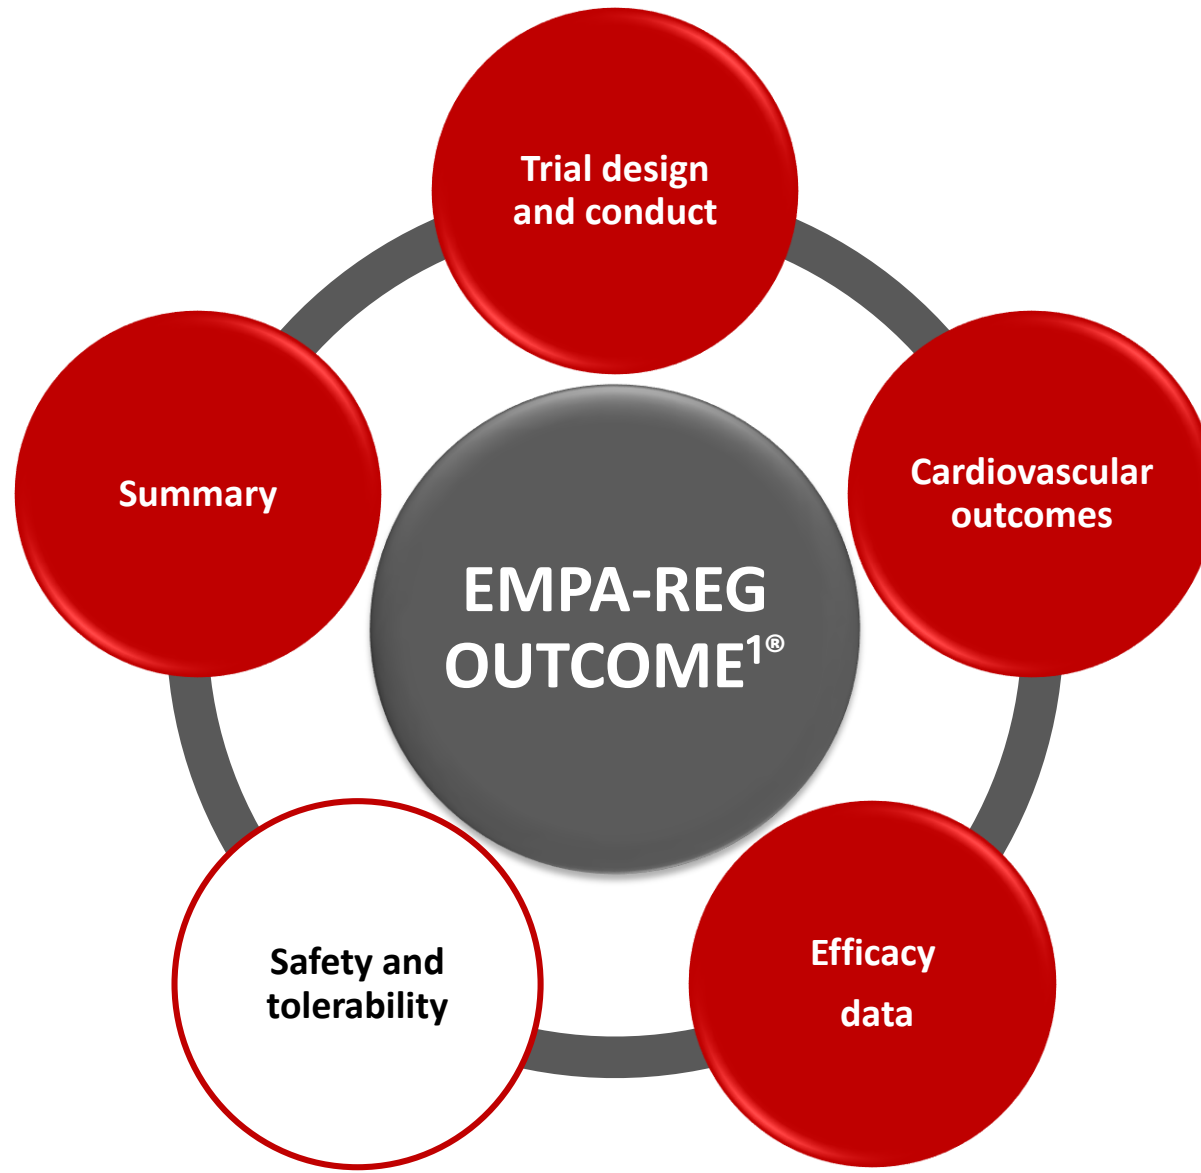 Trial design
and conduct
Cardiovascular
outcomes
Efficacy
data
Safety and
tolerability
Summary
EMPA-REG
OUTCOME¹®